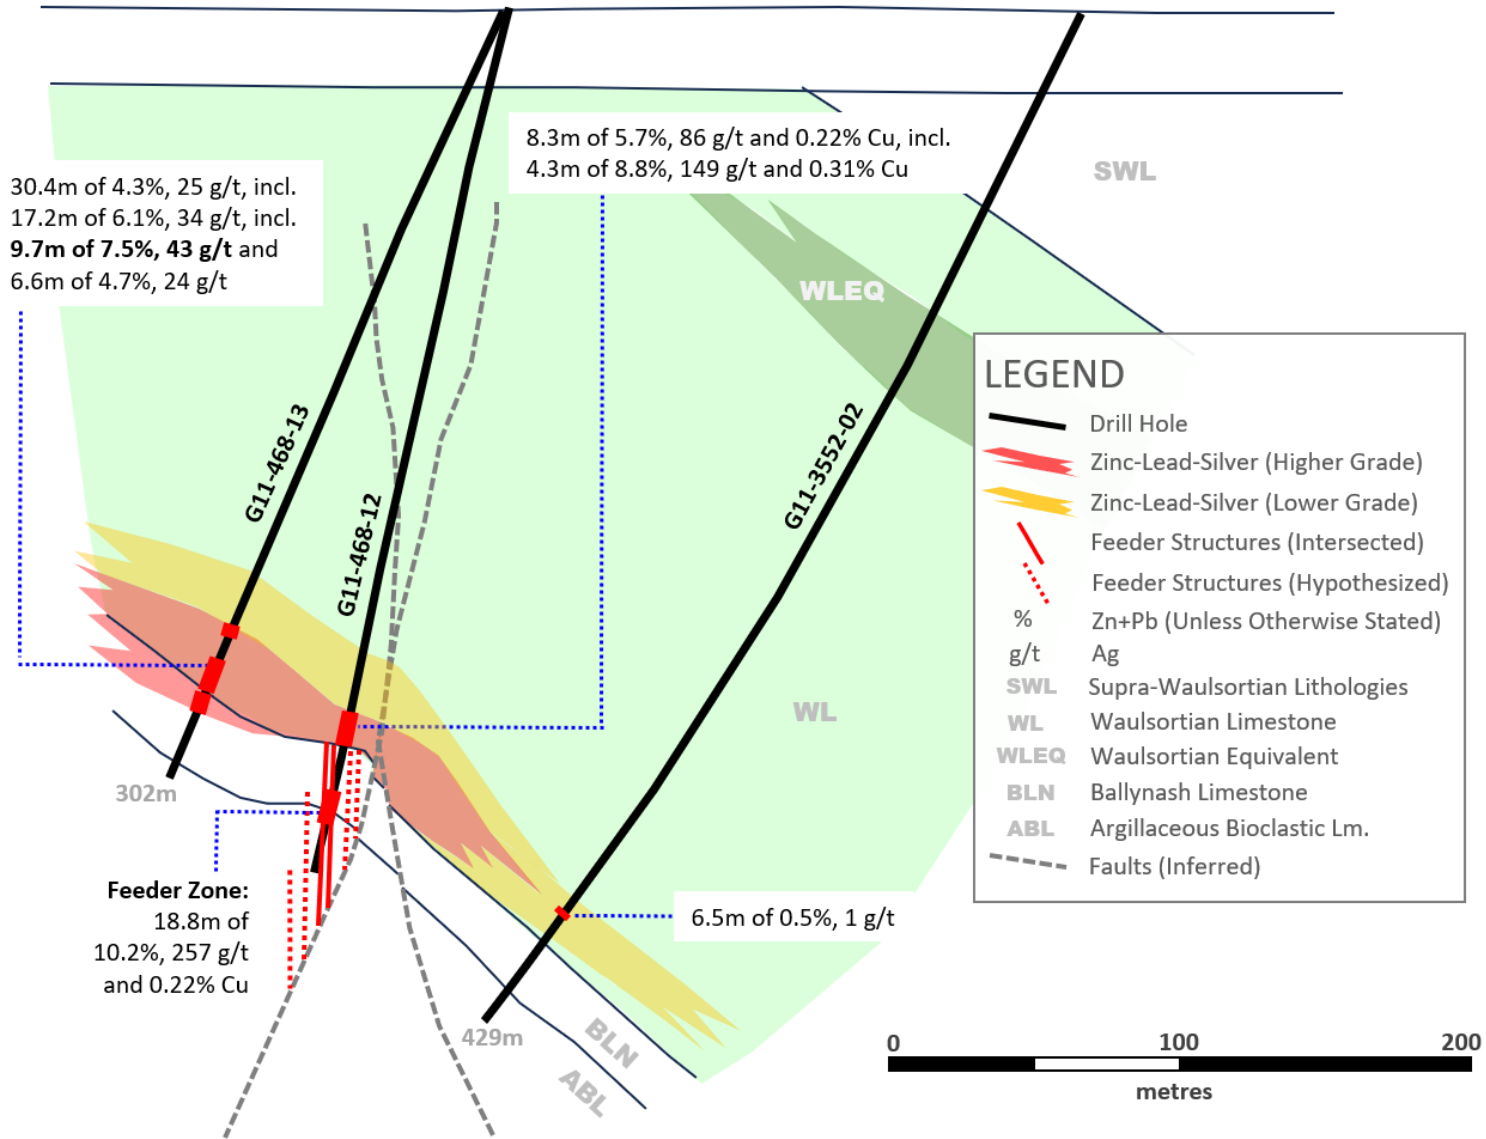 8.3m of 5.7%, 86 g/t and 0.22% Cu, incl.
4.3m of 8.8%, 149 g/t and 0.31% Cu
SWL
30.4m of 4.3%, 25 g/t, incl.
17.2m of 6.1%, 34 g/t, incl.
9.7m of 7.5%, 43 g/t and
6.6m of 4.7%, 24 g/t
WLEQ
G11-468-13
G11-468-12
G11-3552-02
LEGEND
Drill Hole
Zinc-Lead-Silver (Higher Grade)
Zinc-Lead-Silver (Lower Grade)
Feeder Structures (Intersected)
Feeder Structures (Hypothesized)
% Zn+Pb (Unless Otherwise Stated)
g/t Ag
SWL Supra-Waulsortian Lithologies
WL Waulsortian Limestone
WLEQ Waulsortian Equivalent
BLN Ballynash Limestone
ABL Argillaceous Bioclastic Lm.
Faults (Inferred)
WL
302m
Feeder Zone:
18.8m of
10.2%, 257 g/t
and 0.22% Cu
6.5m of 0.5%, 1 g/t
429m
BLN
ABL
0 100 200
metres